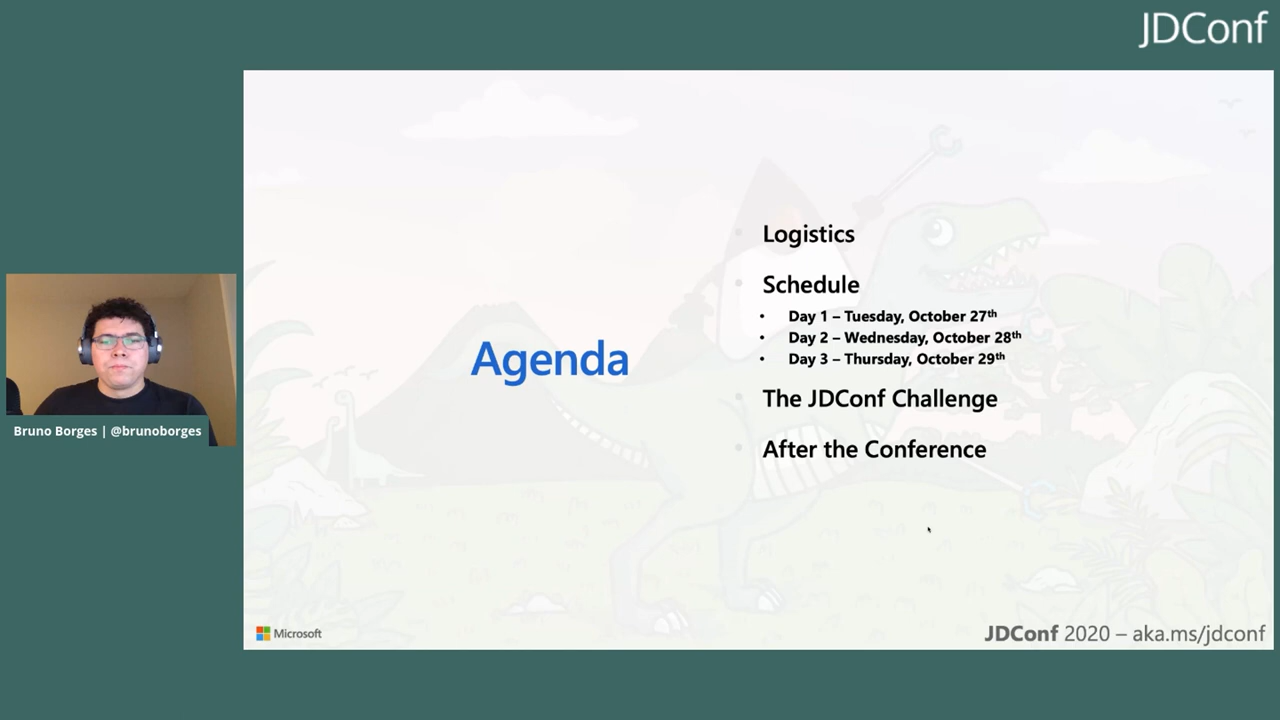 JDConf
Logistics
Schedule
• Day 1 – Tuesday, October 27th
• Day 2 – Wednesday, October 28th
• Day 3 – Thursday, October 29th
Agenda
The JDConf Challenge
After the Conference
Bruno Borges | @brunoborges
Microsoft
JDConf 2020 – aka.ms/jdconf